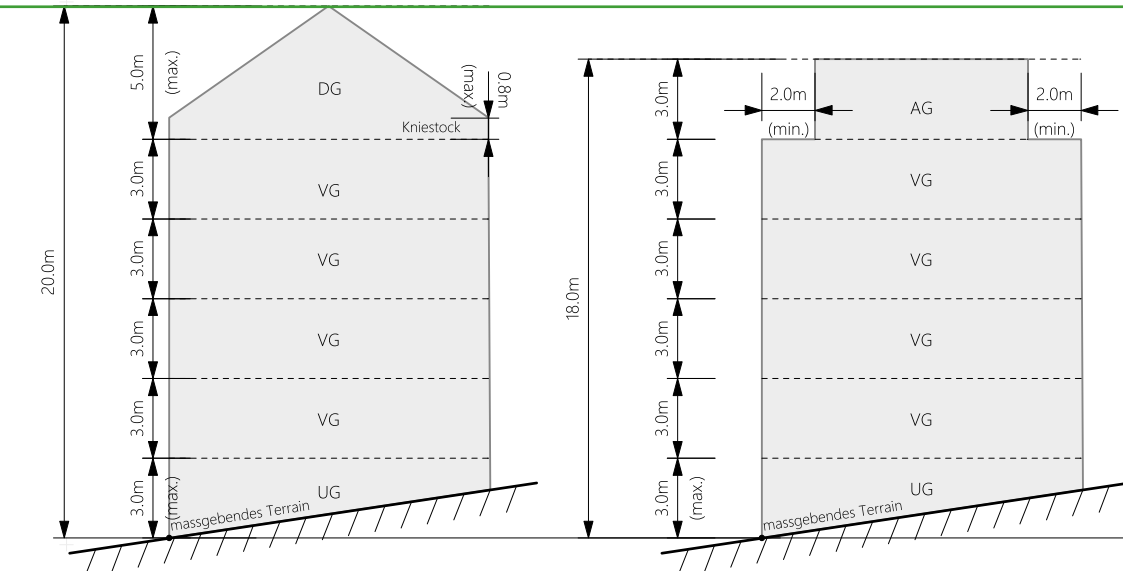 20.0m
5.0m
(max.)
3.0m
3.0m
3.0m
3.0m
3.0m
(max.)
DG
0.8m
(max.)
Kniestock
VG
VG
VG
VG
UG
massgebendes Terrain
18.0m
3.0m
3.0m
3.0m
3.0m
3.0m
3.0m
(max.)
2.0m
(min.)
AG
2.0m
(min.)
VG
VG
VG
VG
UG
massgebendes Terrain